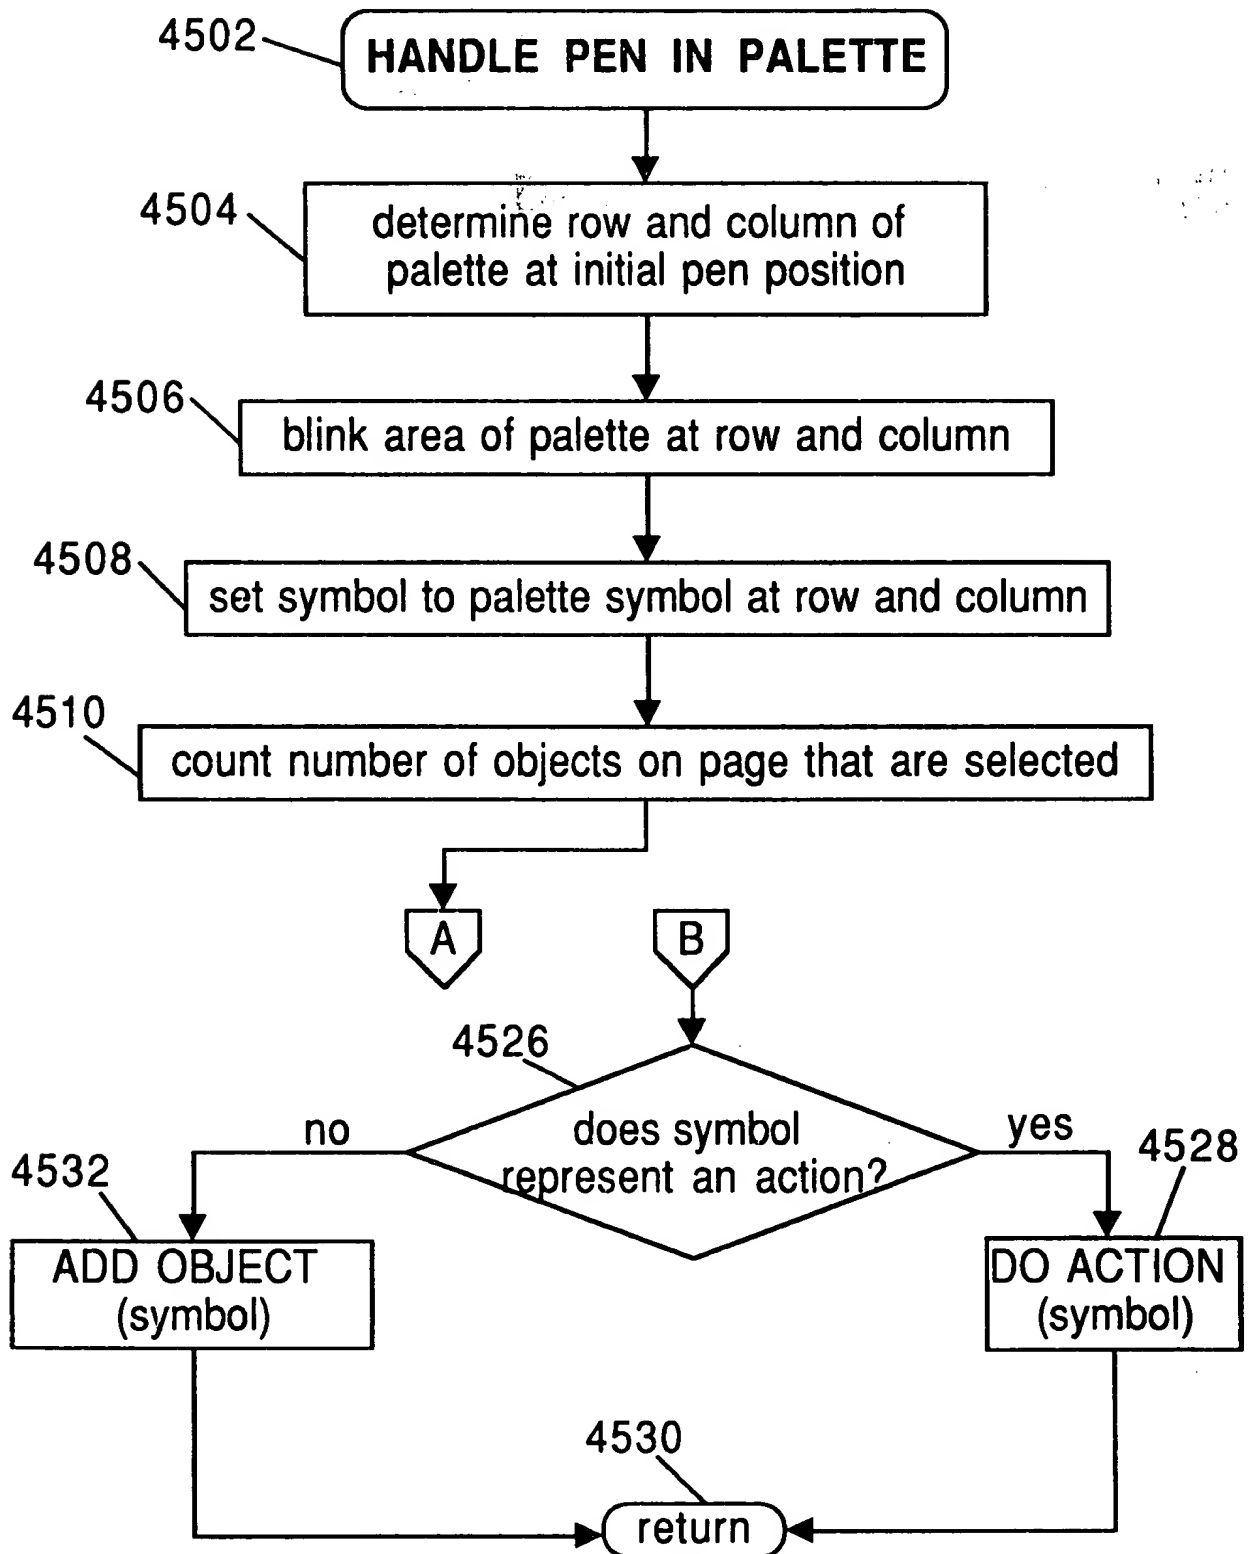 4502
HANDLE PEN IN PALETTE
4504
determine row and column of
palette at initial pen position
4506
blink area of palette at row and column
4508
set symbol to palette symbol at row and column
4510
count number of objects on page that are selected
A
B
4526
does symbol
represent an action?
no
yes
4532
4528
ADD OBJECT
(symbol)
DO ACTION
(symbol)
4530
return